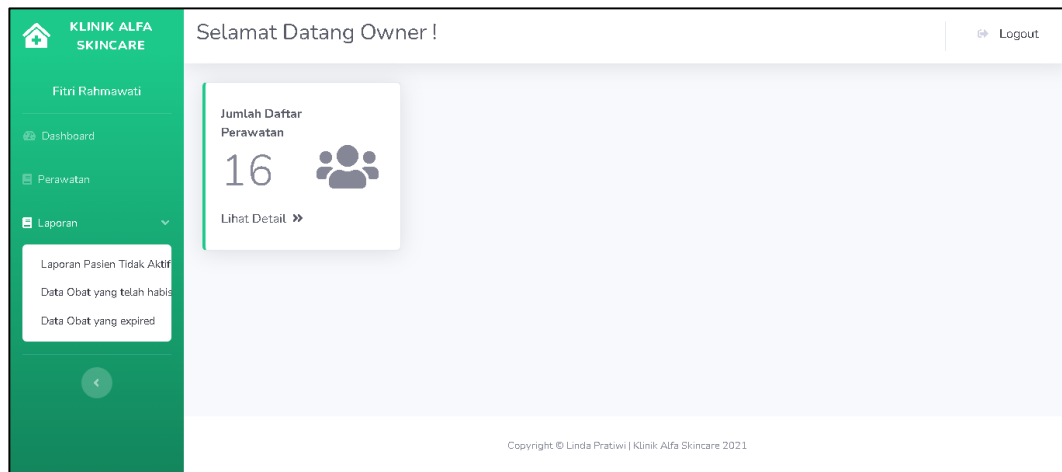 KLINIK ALFA
SKINCARE
Fitri Rahmawati
Dashboard
Perawatan
Laporan
Laporan Pasien Tidak Aktif
Data Obat yang telah habis
Data Obat yang expired
Selamat Datang Owner !
Logout
Jumlah Daftar
Perawatan
16
Lihat Detail
Copyright © Linda Pratiwi | Klinik Alfa Skincare 2021